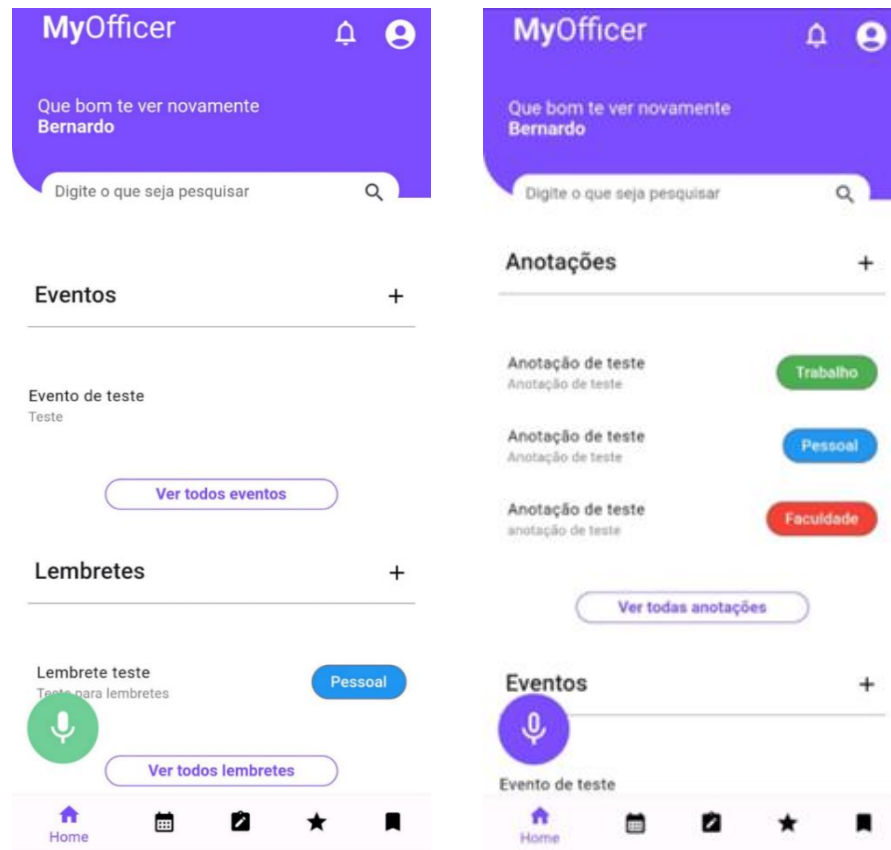 MyOfficer
Que bom te ver novamente
Bernardo
Digite o que seja pesquisar
Eventos
Evento de teste
Teste
Ver todos eventos
Lembretes
Lembrete teste
Teste para lembretes
Pessoal
Ver todos lembretes
Home
MyOfficer
Que bom te ver novamente
Bernardo
Digite o que seja pesquisar
Anotações
Anotação de teste
Anotação de teste
Trabalho
Anotação de teste
Anotação de teste
Pessoal
Anotação de teste
anotação de teste
Faculdade
Ver todas anotações
Eventos
Evento de teste
Home